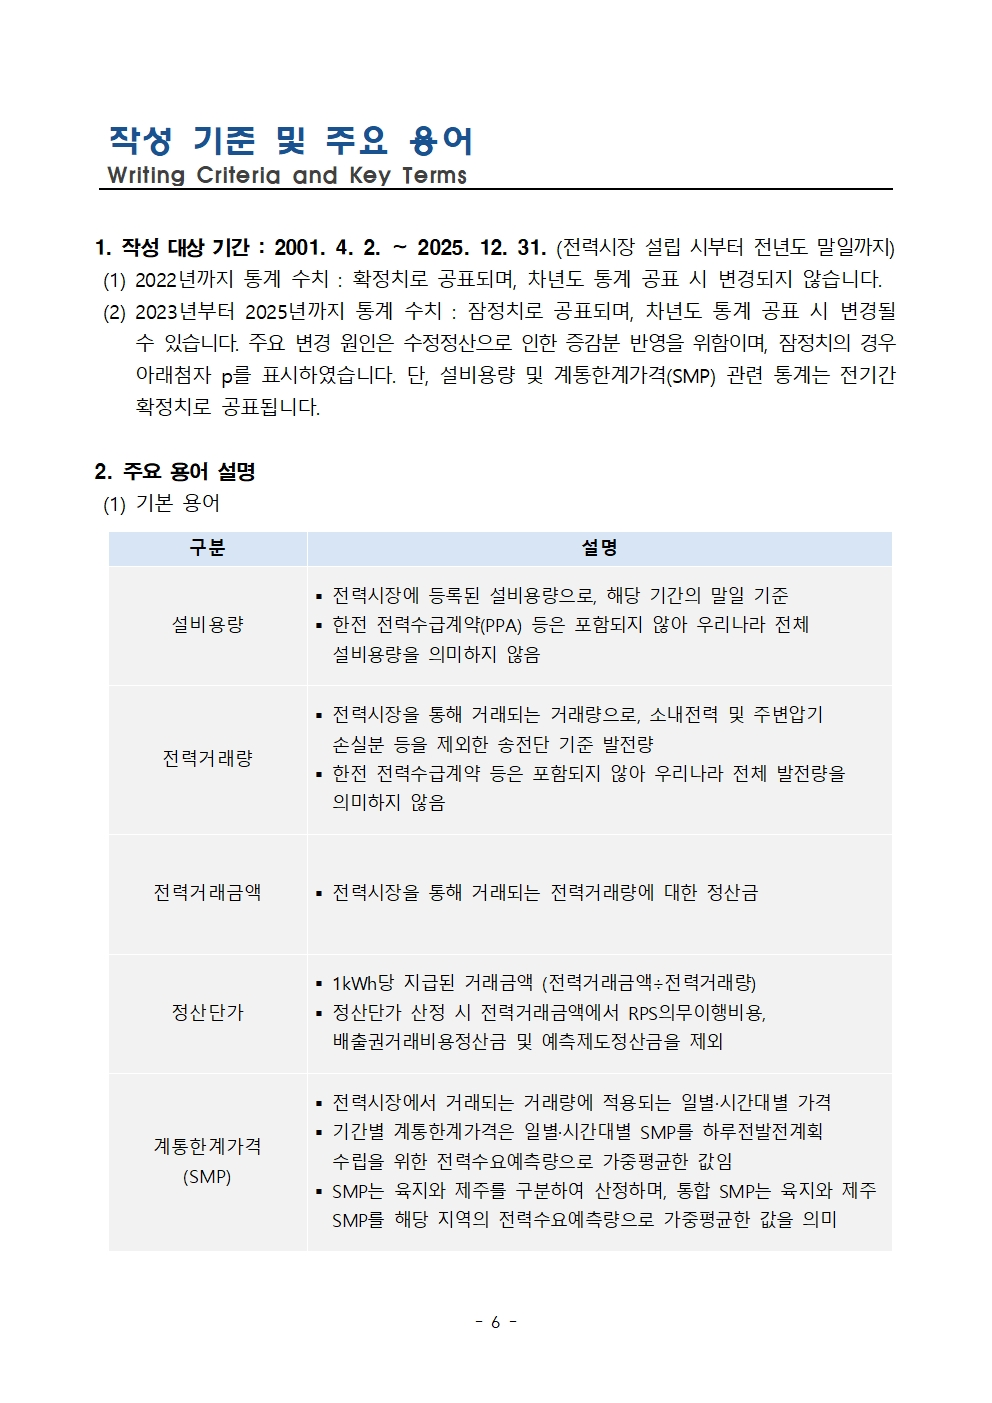 작성 기준 및 주요 용어
Writing Criteria and Key Terms
1. 작성 대상 기간 : 2001. 4. 2. ~ 2025. 12. 31. (전력시장 설립 시부터 전년도 말일까지)
(1) 2022년까지 통계 수치 : 확정치로 공표되며, 차년도 통계 공표 시 변경되지 않습니다.
(2) 2023년부터 2025년까지 통계 수치 : 잠정치로 공표되며, 차년도 통계 공표 시 변경될
수 있습니다. 주요 변경 원인은 수정정산으로 인한 증감분 반영을 위함이며, 잠정치의 경우
아래첨자 p를 표시하였습니다. 단, 설비용량 및 계통한계가격(SMP) 관련 통계는 전기간
확정치로 공표됩니다.
2. 주요 용어 설명
(1) 기본 용어
구분 설명
설비용량
▪ 전력시장에 등록된 설비용량으로, 해당 기간의 말일 기준
▪ 한전 전력수급계약(PPA) 등은 포함되지 않아 우리나라 전체
설비용량을 의미하지 않음
전력거래량
▪ 전력시장을 통해 거래되는 거래량으로, 소내전력 및 주변압기
손실분 등을 제외한 송전단 기준 발전량
▪ 한전 전력수급계약 등은 포함되지 않아 우리나라 전체 발전량을
의미하지 않음
전력거래금액
▪ 전력시장을 통해 거래되는 전력거래량에 대한 정산금
정산단가
▪ 1kWh당 지급된 거래금액 (전력거래금액÷전력거래량)
▪ 정산단가 산정 시 전력거래금액에서 RPS의무이행비용,
배출권거래비용정산금 및 예측제도정산금을 제외
계통한계가격
(SMP)
▪ 전력시장에서 거래되는 거래량에 적용되는 일별·시간대별 가격
▪ 기간별 계통한계가격은 일별·시간대별 SMP를 하루전발전계획
수립을 위한 전력수요예측량으로 가중평균한 값임
▪ SMP는 육지와 제주를 구분하여 산정하며, 통합 SMP는 육지와 제주
SMP를 해당 지역의 전력수요예측량으로 가중평균한 값을 의미
- 6 -